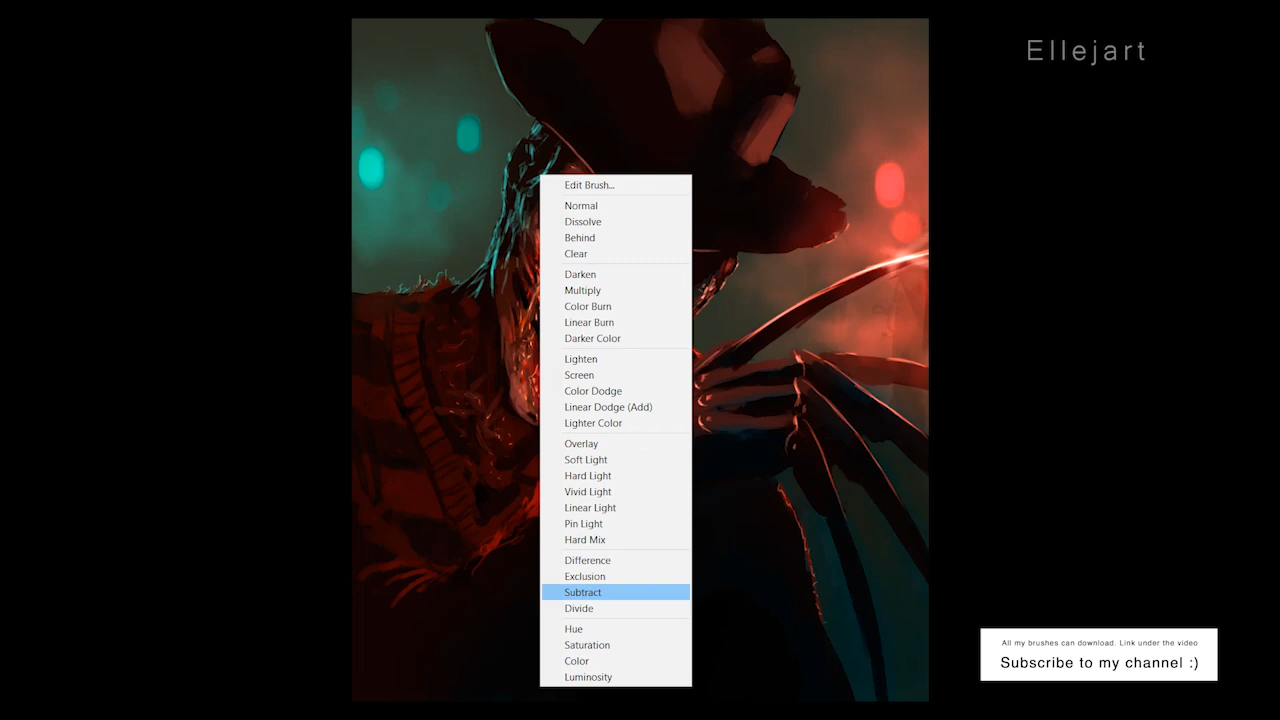 Ellejart
Edit Brush...
Normal
Dissolve
Behind
Clear
Darken
Multiply
Color Burn
Linear Burn
Darker Color
Lighten
Screen
Color Dodge
Linear Dodge (Add)
Lighter Color
Overlay
Soft Light
Hard Light
Vivid Light
Linear Light
Pin Light
Hard Mix
Difference
Exclusion
Subtract
Divide
Hue
Saturation
Color
Luminosity
All my brushes can download. Link under the video
Subscribe to my channel :)